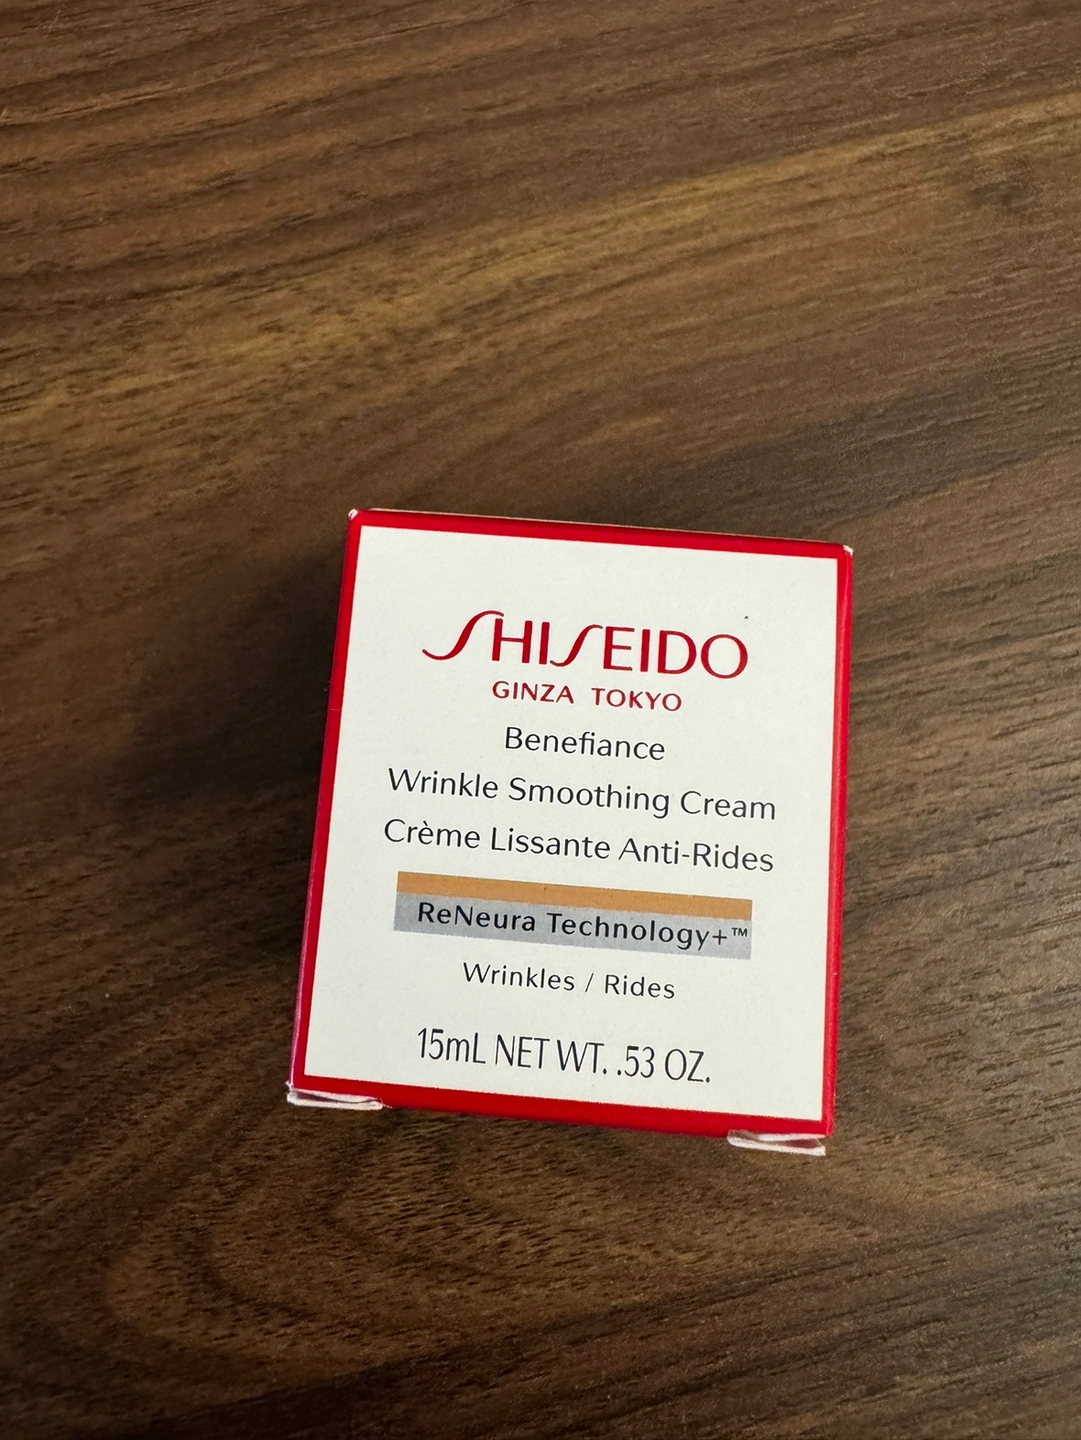 SHISEIDO
GINZA TOKYO
Benefiance
Wrinkle Smoothing Cream
Crème Lissante Anti-Rides
ReNeura Technology+™
Wrinkles / Rides
15mL NET WT. .53 OZ.